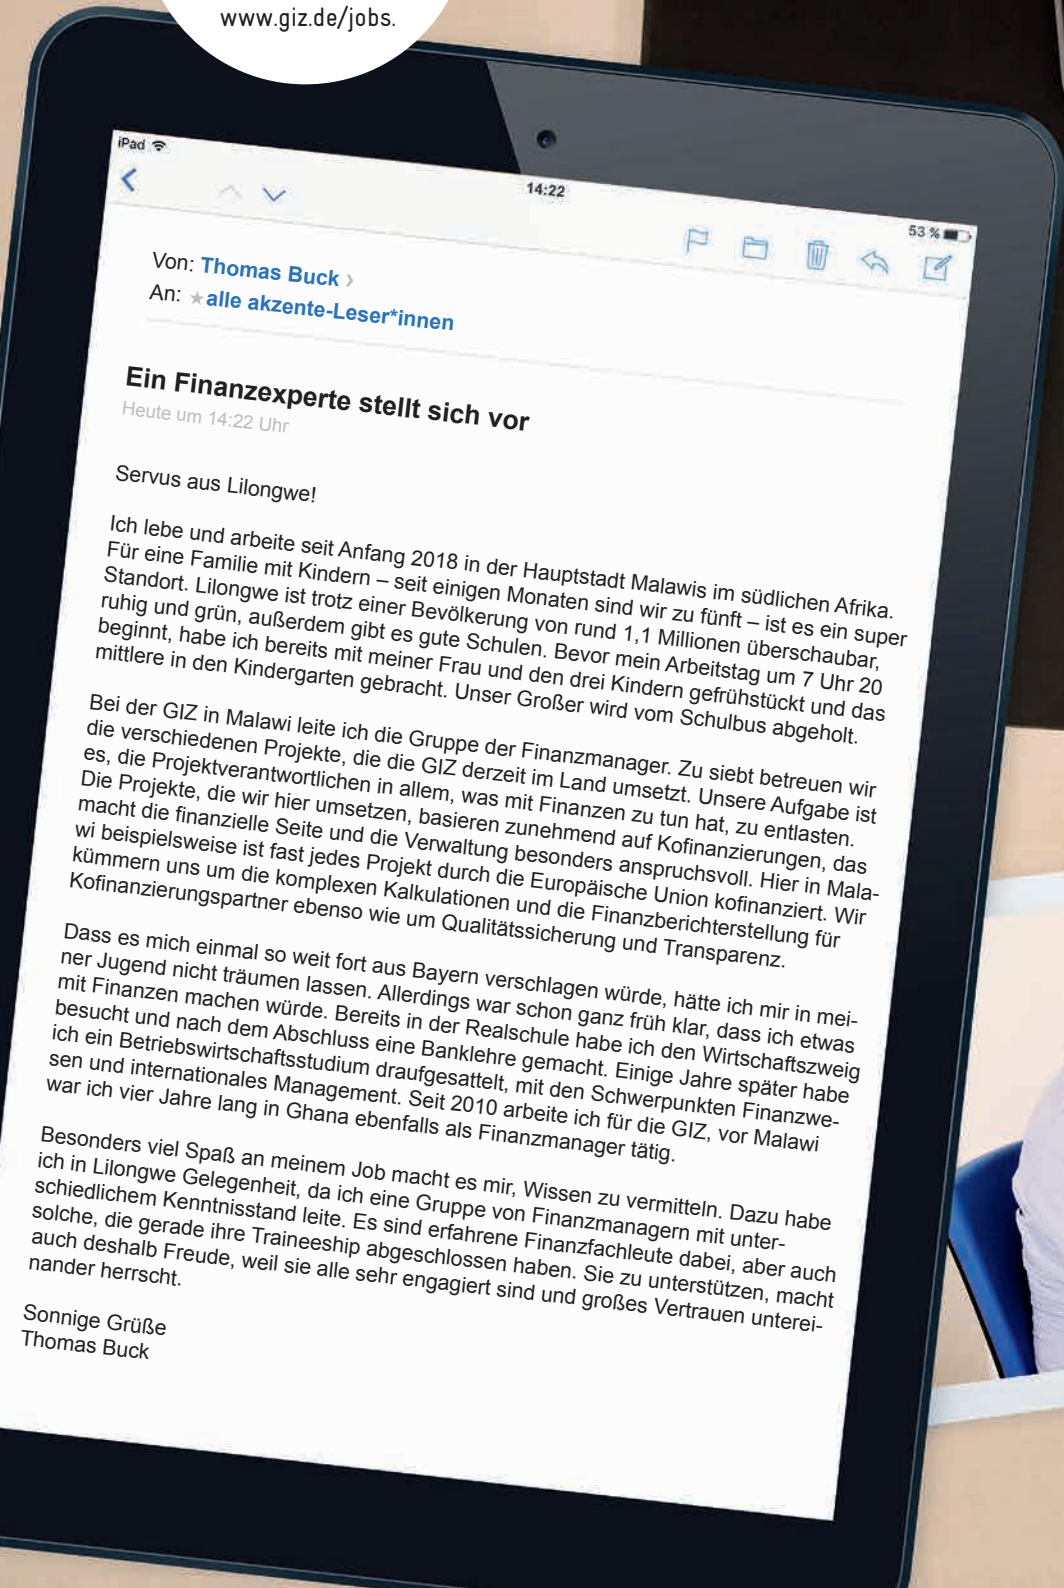 www.giz.de/jobs.
iPad
14:22
53 %
Von: Thomas Buck
An: ★alle akzente-Leser*innen
Ein Finanzexperte stellt sich vor
Heute um 14:22 Uhr
Servus aus Lilongwe!
Ich lebe und arbeite seit Anfang 2018 in der Hauptstadt Malawis im südlichen Afrika.
Für eine Familie mit Kindern – seit einigen Monaten sind wir zu fünft – ist es ein super
Standort. Lilongwe ist trotz einer Bevölkerung von rund 1,1 Millionen überschaubar,
ruhig und grün, außerdem gibt es gute Schulen. Bevor mein Arbeitstag um 7 Uhr 20
beginnt, habe ich bereits mit meiner Frau und den drei Kindern gefrühstückt und das
mittlere in den Kindergarten gebracht. Unser Großer wird vom Schulbus abgeholt.
Bei der GIZ in Malawi leite ich die Gruppe der Finanzmanager. Zu siebt betreuen wir
die verschiedenen Projekte, die die GIZ derzeit im Land umsetzt. Unsere Aufgabe ist
es, die Projektverantwortlichen in allem, was mit Finanzen zu tun hat, zu entlasten.
Die Projekte, die wir hier umsetzen, basieren zunehmend auf Kofinanzierungen, das
macht die finanzielle Seite und die Verwaltung besonders anspruchsvoll. Hier in Mala-
wi beispielsweise ist fast jedes Projekt durch die Europäische Union kofinanziert. Wir
kümmern uns um die komplexen Kalkulationen und die Finanzberichterstellung für
Kofinanzierungspartner ebenso wie um Qualitätssicherung und Transparenz.
Dass es mich einmal so weit fort aus Bayern verschlagen würde, hätte ich mir in mei-
ner Jugend nicht träumen lassen. Allerdings war schon ganz früh klar, dass ich etwas
mit Finanzen machen würde. Bereits in der Realschule habe ich den Wirtschaftszweig
besucht und nach dem Abschluss eine Banklehre gemacht. Einige Jahre später habe
ich ein Betriebswirtschaftsstudium draufgesattelt, mit den Schwerpunkten Finanzwe-
sen und internationales Management. Seit 2010 arbeite ich für die GIZ, vor Malawi
war ich vier Jahre lang in Ghana ebenfalls als Finanzmanager tätig.
Besonders viel Spaß an meinem Job macht es mir, Wissen zu vermitteln. Dazu habe
ich in Lilongwe Gelegenheit, da ich eine Gruppe von Finanzmanagern mit unter-
schiedlichem Kenntnisstand leite. Es sind erfahrene Finanzfachleute dabei, aber auch
solche, die gerade ihre Traineeship abgeschlossen haben. Sie zu unterstützen, macht
auch deshalb Freude, weil sie alle sehr engagiert sind und großes Vertrauen unterei-
nander herrscht.
Sonnige Grüße
Thomas Buck